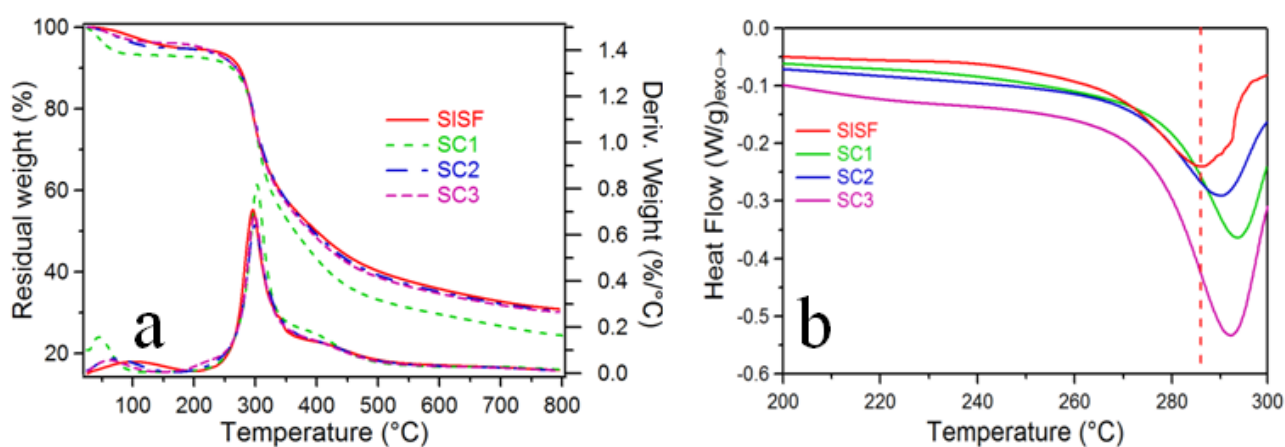 100
80
60
40
20
Residual weight (%)
1.4
1.2
1.0
0.8
0.6
0.4
0.2
0.0
Deriv. Weight (%/°C)
SISF
SC1
SC2
SC3
a
100 200 300 400 500 600 700 800
Temperature (°C)
0.0
-0.1
-0.2
-0.3
-0.4
-0.5
-0.6
Heat Flow (W/g)exo→
SISF
SC1
SC2
SC3
b
200 220 240 260 280 300
Temperature (°C)